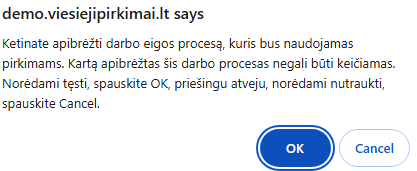 demo.viesiejipirkimai.lt says
Ketinate apibrėžti darbo eigos procesą, kuris bus naudojamas
pirkimams. Kartą apibrėžtas šis darbo procesas negali būti keičiamas.
Norėdami tęsti, spauskite OK, priešingu atveju, norėdami nutraukti,
spauskite Cancel.
OK
Cancel